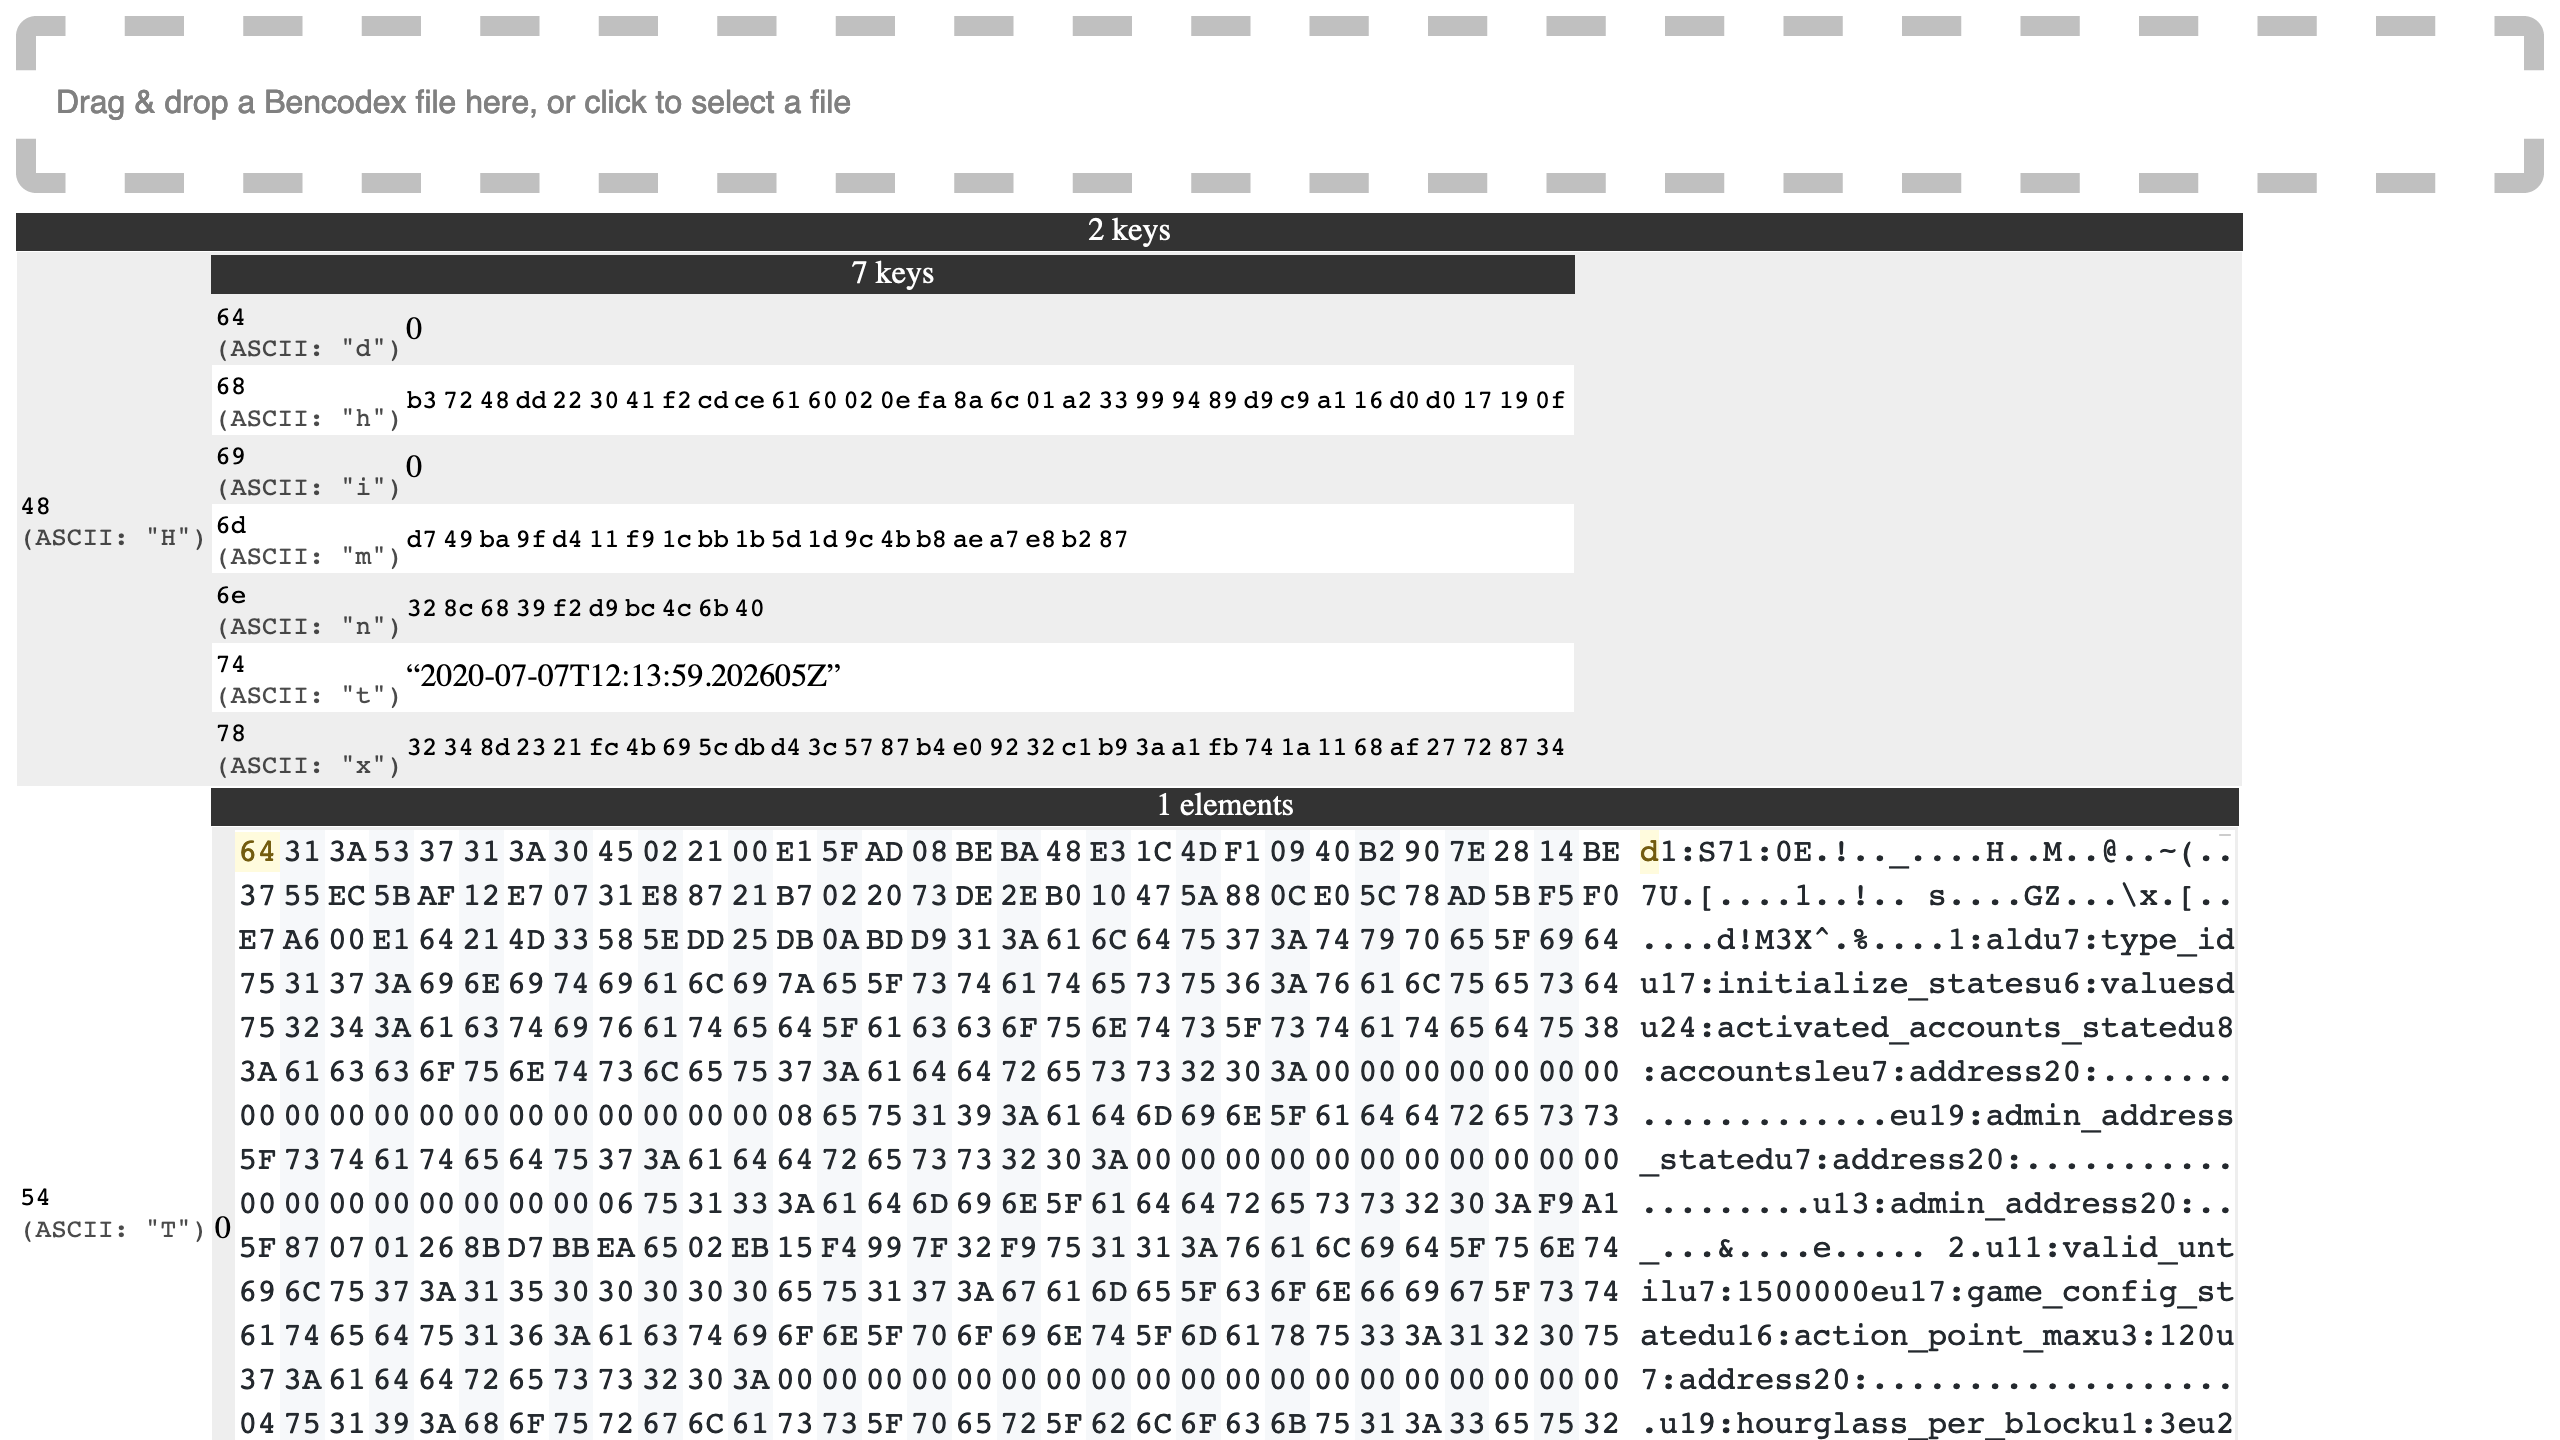 Drag & drop a Bencodex file here, or click to select a file
2 keys
7 keys
48
(ASCII: "H")
64
(ASCII: "d")
0
68
(ASCII: "h")
b3 72 48 dd 22 30 41 f2 cd ce 61 60 02 0e fa 8a 6c 01 a2 33 99 94 89 d9 c9 a1 16 d0 d0 17 19 0f
69
(ASCII: "i")
0
6d
(ASCII: "m")
d7 49 ba 9f d4 11 f9 1c bb 1b 5d 1d 9c 4b b8 ae a7 e8 b2 87
6e
(ASCII: "n")
32 8c 68 39 f2 d9 bc 4c 6b 40
74
(ASCII: "t")
“2020-07-07T12:13:59.202605Z”
78
(ASCII: "x")
32 34 8d 23 21 fc 4b 69 5c db d4 3c 57 87 b4 e0 92 32 c1 b9 3a a1 fb 74 1a 11 68 af 27 72 87 34
1 elements
54
(ASCII: "T")
0
64 31 3A 53 37 31 3A 30 45 02 21 00 E1 5F AD 08 BE BA 48 E3 1C 4D F1 09 40 B2 90 7E 28 14 BE d1:S71:0E.!.._....H..M..@..~(..
37 55 EC 5B AF 12 E7 07 31 E8 87 21 B7 02 20 73 DE 2E B0 10 47 5A 88 0C E0 5C 78 AD 5B F5 F0 7U.[....1..!.. s....GZ...\x.[..
E7 A6 00 E1 64 21 4D 33 58 5E DD 25 DB 0A BD D9 31 3A 61 6C 64 75 37 3A 74 79 70 65 5F 69 64 ....d!M3X^.%....1:aldu7:type_id
75 31 37 3A 69 6E 69 74 69 61 6C 69 7A 65 5F 73 74 61 74 65 73 75 36 3A 76 61 6C 75 65 73 64 u17:initialize_statesu6:valuesd
75 32 34 3A 61 63 74 69 76 61 74 65 64 5F 61 63 63 6F 75 6E 74 73 5F 73 74 61 74 65 64 75 38 u24:activated_accounts_statedu8
3A 61 63 63 6F 75 6E 74 73 6C 65 75 37 3A 61 64 64 72 65 73 73 32 30 3A 00 00 00 00 00 00 00 :accountsleu7:address20:.......
00 00 00 00 00 00 00 00 00 00 00 00 08 65 75 31 39 3A 61 64 6D 69 6E 5F 61 64 64 72 65 73 73 .............eu19:admin_address
5F 73 74 61 74 65 64 75 37 3A 61 64 64 72 65 73 73 32 30 3A 00 00 00 00 00 00 00 00 00 00 00 _statedu7:address20:...........
00 00 00 00 00 00 00 00 06 75 31 33 3A 61 64 6D 69 6E 5F 61 64 64 72 65 73 73 32 30 3A F9 A1 .........u13:admin_address20:..
5F 87 07 01 26 8B D7 BB EA 65 02 EB 15 F4 99 7F 32 F9 75 31 31 3A 76 61 6C 69 64 5F 75 6E 74 _...&....e..... 2.u11:valid_unt
69 6C 75 37 3A 31 35 30 30 30 30 30 65 75 31 37 3A 67 61 6D 65 5F 63 6F 6E 66 69 67 5F 73 74 ilu7:1500000eu17:game_config_st
61 74 65 64 75 31 36 3A 61 63 74 69 6F 6E 5F 70 6F 69 6E 74 5F 6D 61 78 75 33 3A 31 32 30 75 atedu16:action_point_maxu3:120u
37 3A 61 64 64 72 65 73 73 32 30 3A 00 00 00 00 00 00 00 00 00 00 00 00 00 00 00 00 00 00 00 7:address20:...................
04 75 31 39 3A 68 6F 75 72 67 6C 61 73 73 5F 70 65 72 5F 62 6C 6F 63 6B 75 31 3A 33 65 75 32 .u19:hourglass_per_blocku1:3eu2